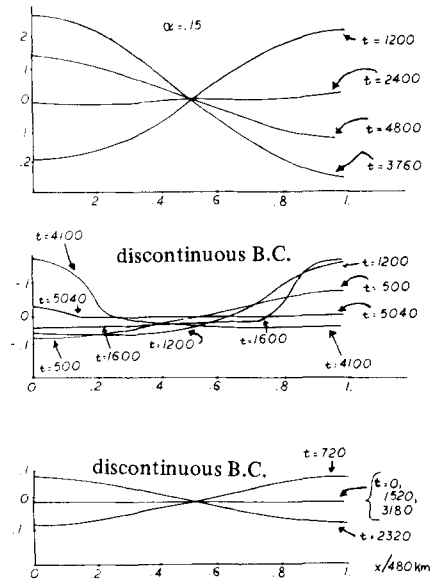 α=.15
2
1
0
1
.2
t=1200
t=2400
t=4800
t=3760
.2 .4 .6 .8 1.
discontinuous B.C.
t=4100
t=5040
-.1
0
-.1
t=1200
t=500
t=5040
t=4100
t=500
t=1600
t=1200
t=1600
0 .2 .4 .6 .8 1.
discontinuous B.C.
t=720
.1
0
.1
t=0,
1520,
3180
t=2320
0 .2 .4 .6 .8 1. x/480km